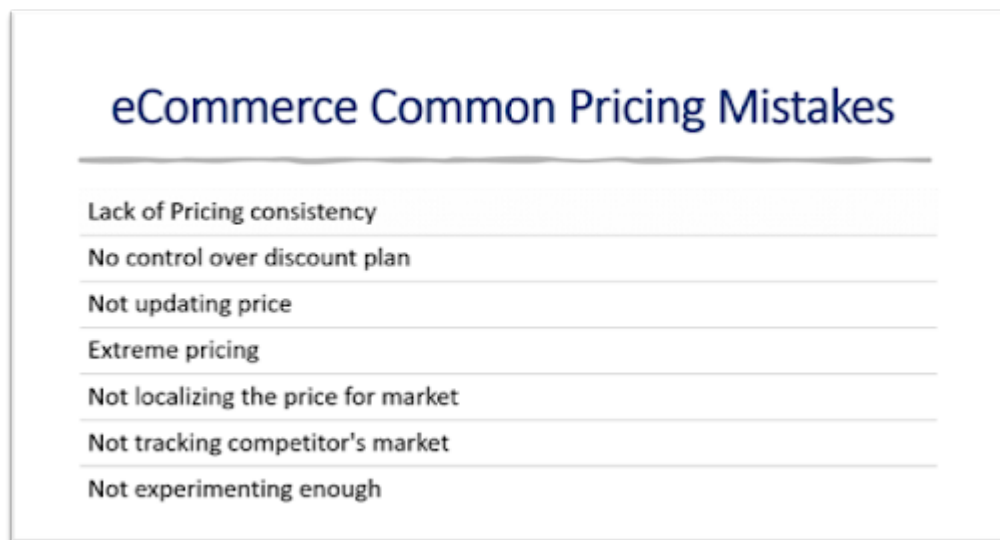 eCommerce Common Pricing Mistakes
Lack of Pricing consistency
No control over discount plan
Not updating price
Extreme pricing
Not localizing the price for market
Not tracking competitor's market
Not experimenting enough